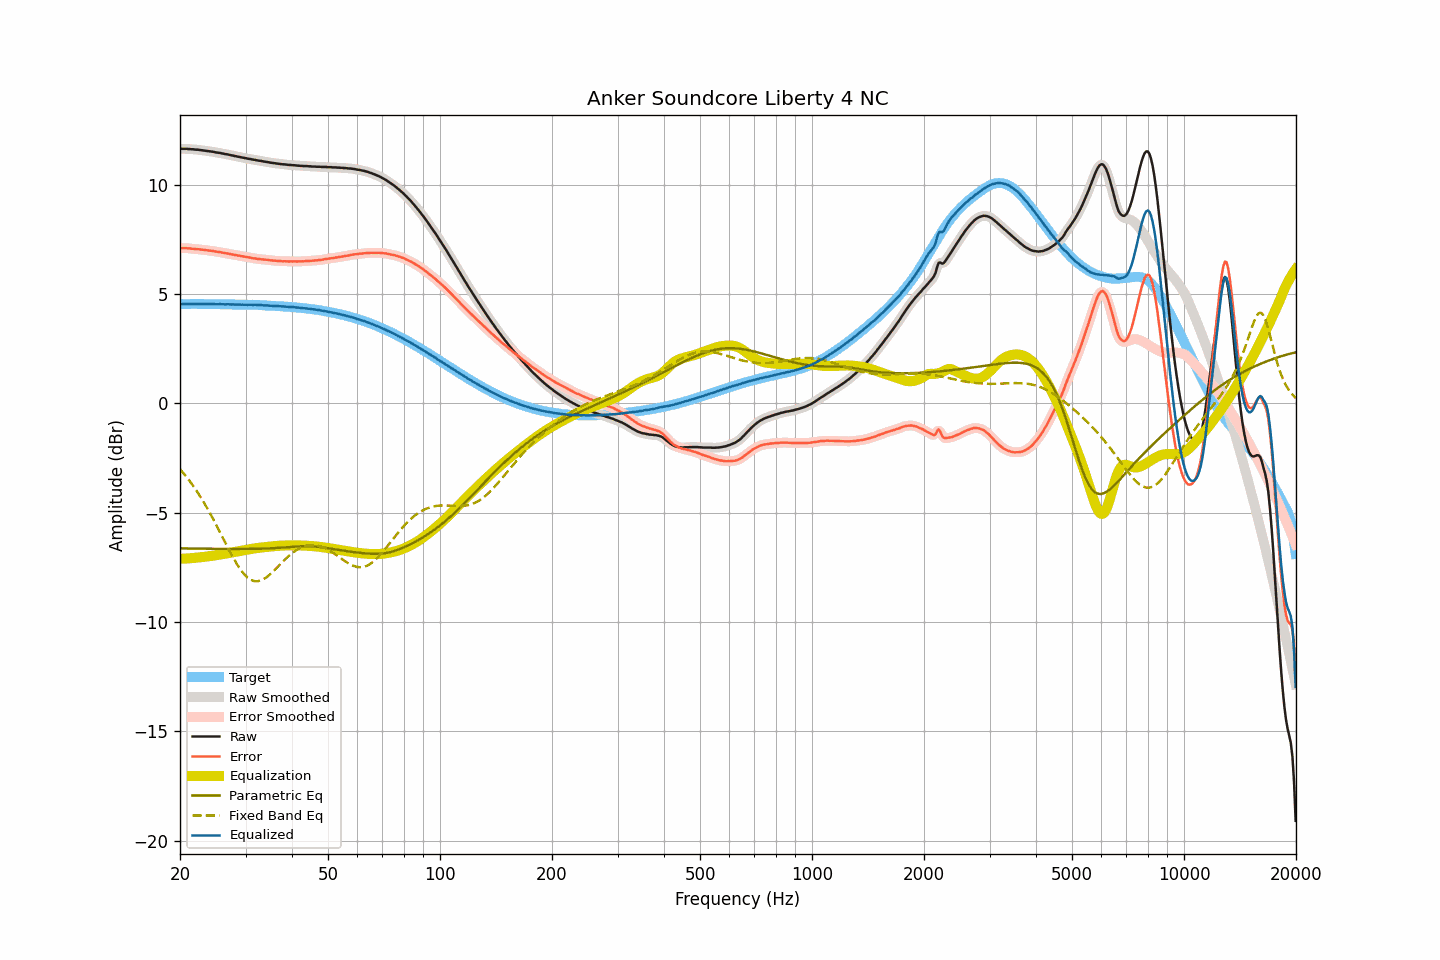 Anker Soundcore Liberty 4 NC
Amplitude (dBr)
10
5
0
−5
−10
−15
−20
Target
Raw Smoothed
Error Smoothed
Raw
Error
Equalization
Parametric Eq
Fixed Band Eq
Equalized
20 50 100 200 500 1000 2000 5000 10000 20000
Frequency (Hz)